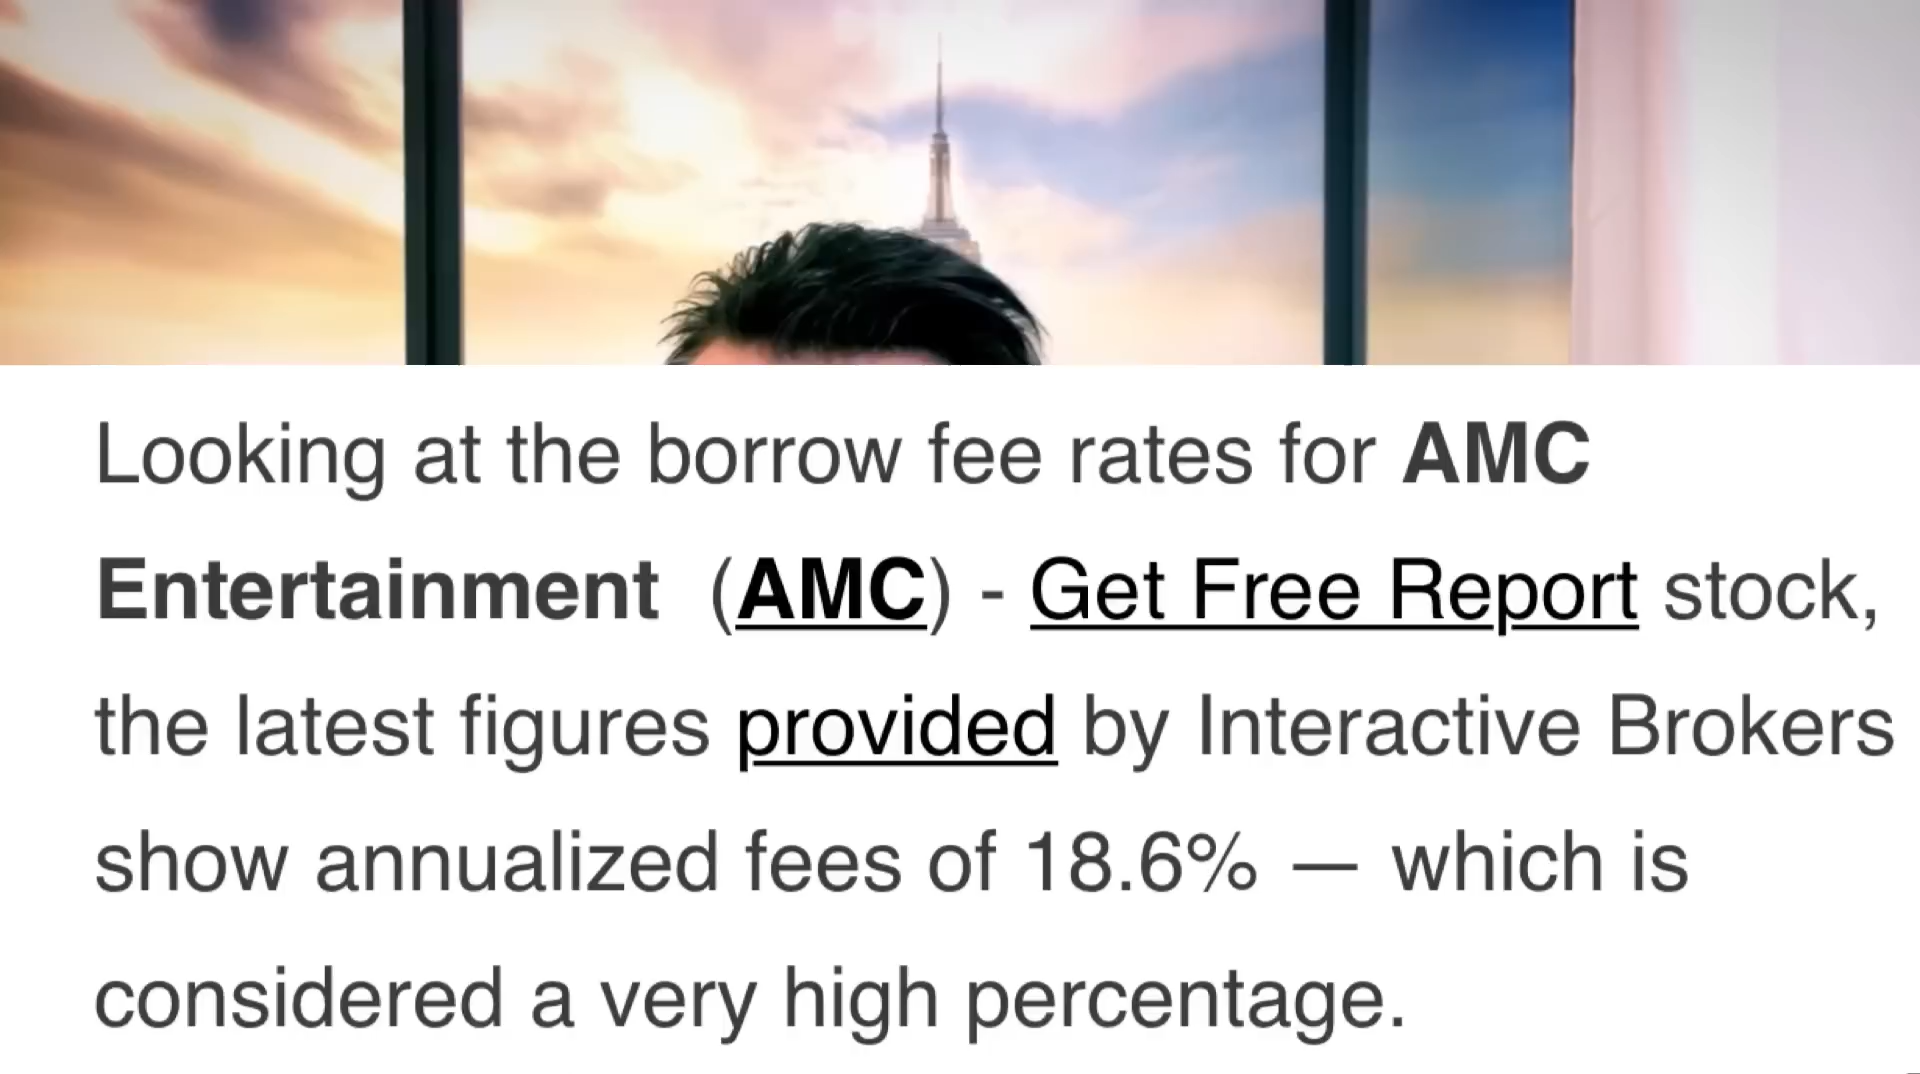 Looking at the borrow fee rates for AMC
Entertainment (AMC) - Get Free Report stock,
the latest figures provided by Interactive Brokers
show annualized fees of 18.6% — which is
considered a very high percentage.